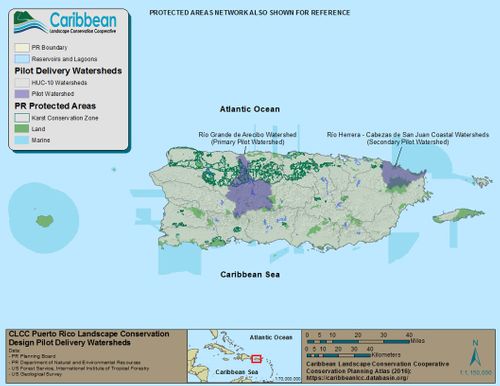 PROTECTED AREAS NETWORK ALSO SHOWN FOR REFERENCE
Caribbean
Landscape Conservation Cooperative
PR Boundary
Reservoirs and Lagoons
Pilot Delivery Watersheds
HUC-10 Watersheds
Pilot Watershed
PR Protected Areas
Karst Conservation Zone
Land
Marine
Atlantic Ocean
Río Grande de Arecibo Watershed
(Primary Pilot Watershed)
Río Herrera - Cabezas de San Juan Coastal Watersheds
(Secondary Pilot Watershed)
Caribbean Sea
CLCC Puerto Rico Landscape Conservation
Design Pilot Delivery Watersheds
Data:
- PR Planning Board
- PR Department of Natural and Environmental Resources
- US Forest Service, International Institute of Tropical Forestry
- US Geological Survey
Atlantic Ocean
Caribbean Sea
0 5 10 20 30 40
Miles
0 5 10 20 30 40
Kilometers
Caribbean Landscape Conservation Cooperative
Conservation Planning Atlas (2016):
https://caribbeanlcc.databasin.org/
N
1:1,150,000